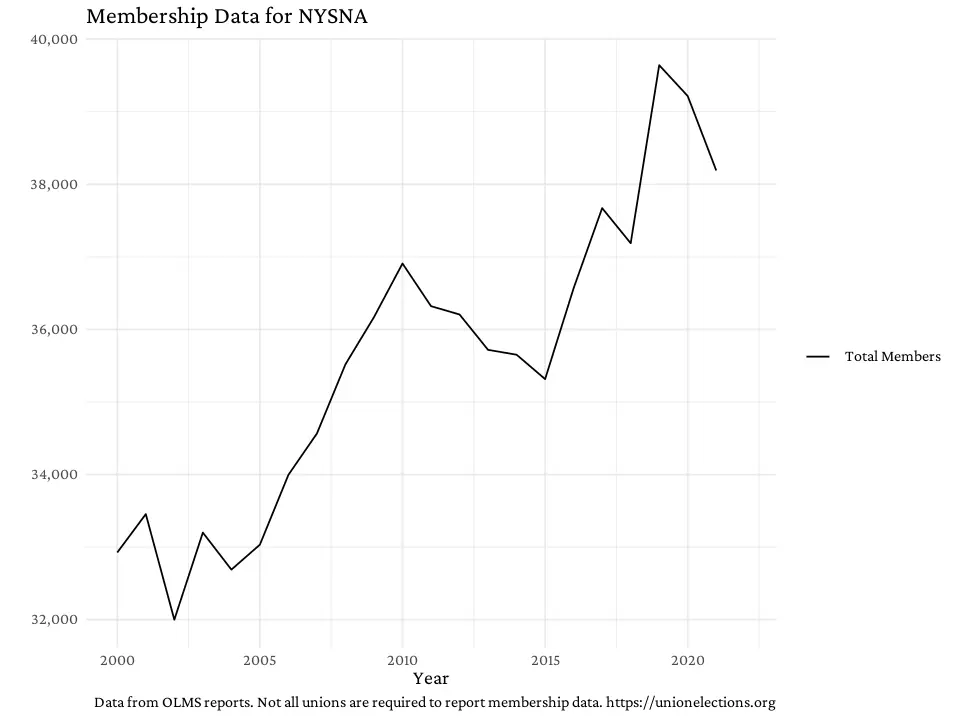 Membership Data for NYSNA
40,000
38,000
36,000
34,000
32,000
Total Members
2000 2005 2010 2015 2020
Year
Data from OLMS reports. Not all unions are required to report membership data. https://unionelections.org